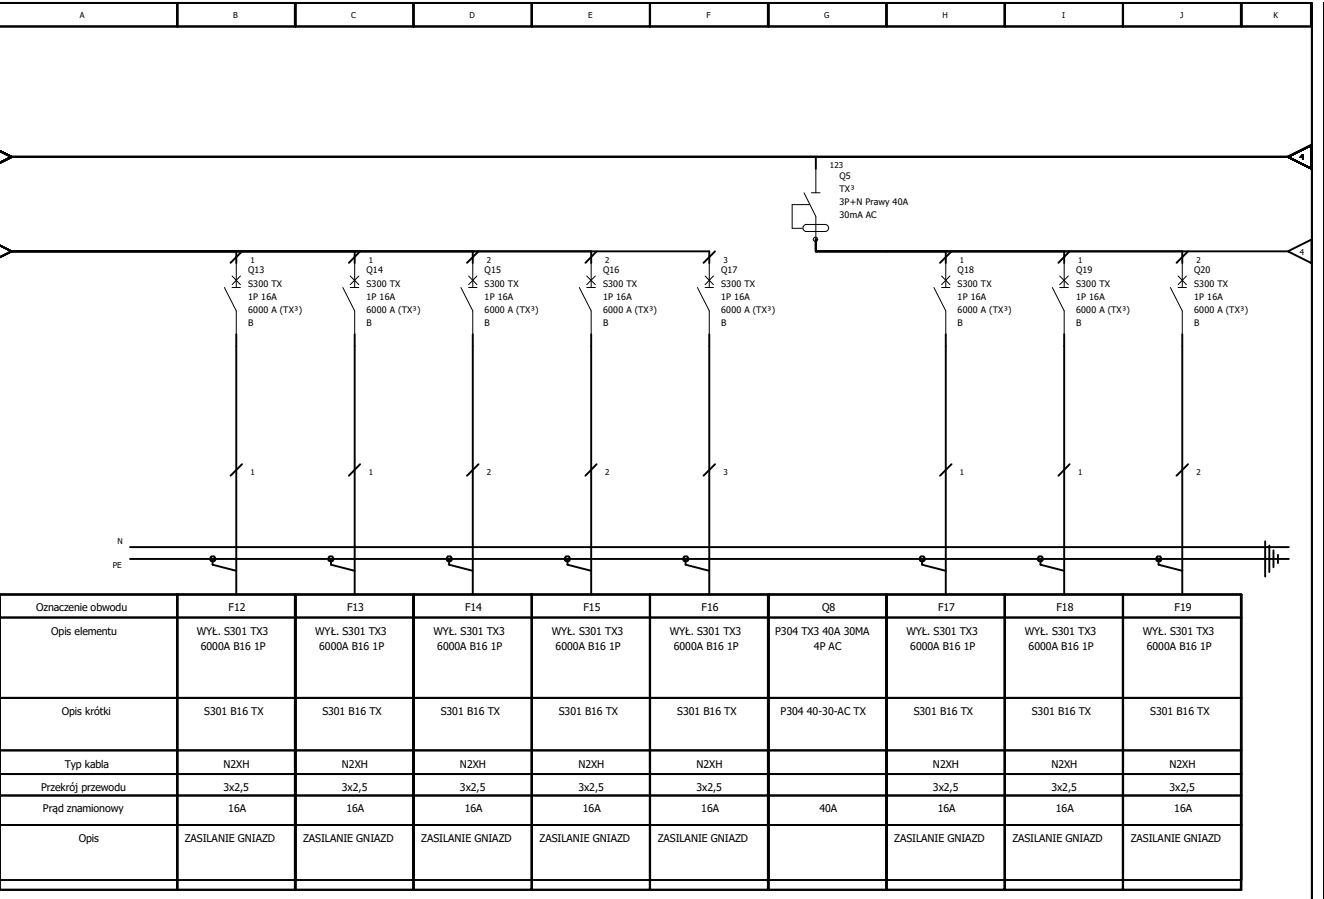 A B C D E F G H I J K
4
123
Q5
TX³
3P+N Prawy 40A
30mA AC
4
1 1 2 2 3 1 1 2
Q13 Q14 Q15 Q16 Q17 Q18 Q19 Q20
S300 TX S300 TX S300 TX S300 TX S300 TX S300 TX S300 TX S300 TX
1P 16A 1P 16A 1P 16A 1P 16A 1P 16A 1P 16A 1P 16A 1P 16A
6000 A (TX³) 6000 A (TX³) 6000 A (TX³) 6000 A (TX³) 6000 A (TX³) 6000 A (TX³) 6000 A (TX³) 6000 A (TX³)
B B B B B B B B
1 1 2 2 3 1 1 2
N
PE
Oznaczenie obwodu F12 F13 F14 F15 F16 Q8 F17 F18 F19
Opis elementu WYŁ. S301 TX3 WYŁ. S301 TX3 WYŁ. S301 TX3 WYŁ. S301 TX3 WYŁ. S301 TX3 P304 TX3 40A 30MA WYŁ. S301 TX3 WYŁ. S301 TX3 WYŁ. S301 TX3
6000A B16 1P 6000A B16 1P 6000A B16 1P 6000A B16 1P 6000A B16 1P 4P AC 6000A B16 1P 6000A B16 1P 6000A B16 1P
Opis krótki S301 B16 TX S301 B16 TX S301 B16 TX S301 B16 TX S301 B16 TX P304 40-30-AC TX S301 B16 TX S301 B16 TX S301 B16 TX
Typ kabla N2XH N2XH N2XH N2XH N2XH N2XH N2XH N2XH
Przekrój przewodu 3x2,5 3x2,5 3x2,5 3x2,5 3x2,5 3x2,5 3x2,5 3x2,5
Prąd znamionowy 16A 16A 16A 16A 16A 40A 16A 16A 16A
Opis ZASILANIE GNIAZD ZASILANIE GNIAZD ZASILANIE GNIAZD ZASILANIE GNIAZD ZASILANIE GNIAZD ZASILANIE GNIAZD ZASILANIE GNIAZD ZASILANIE GNIAZD